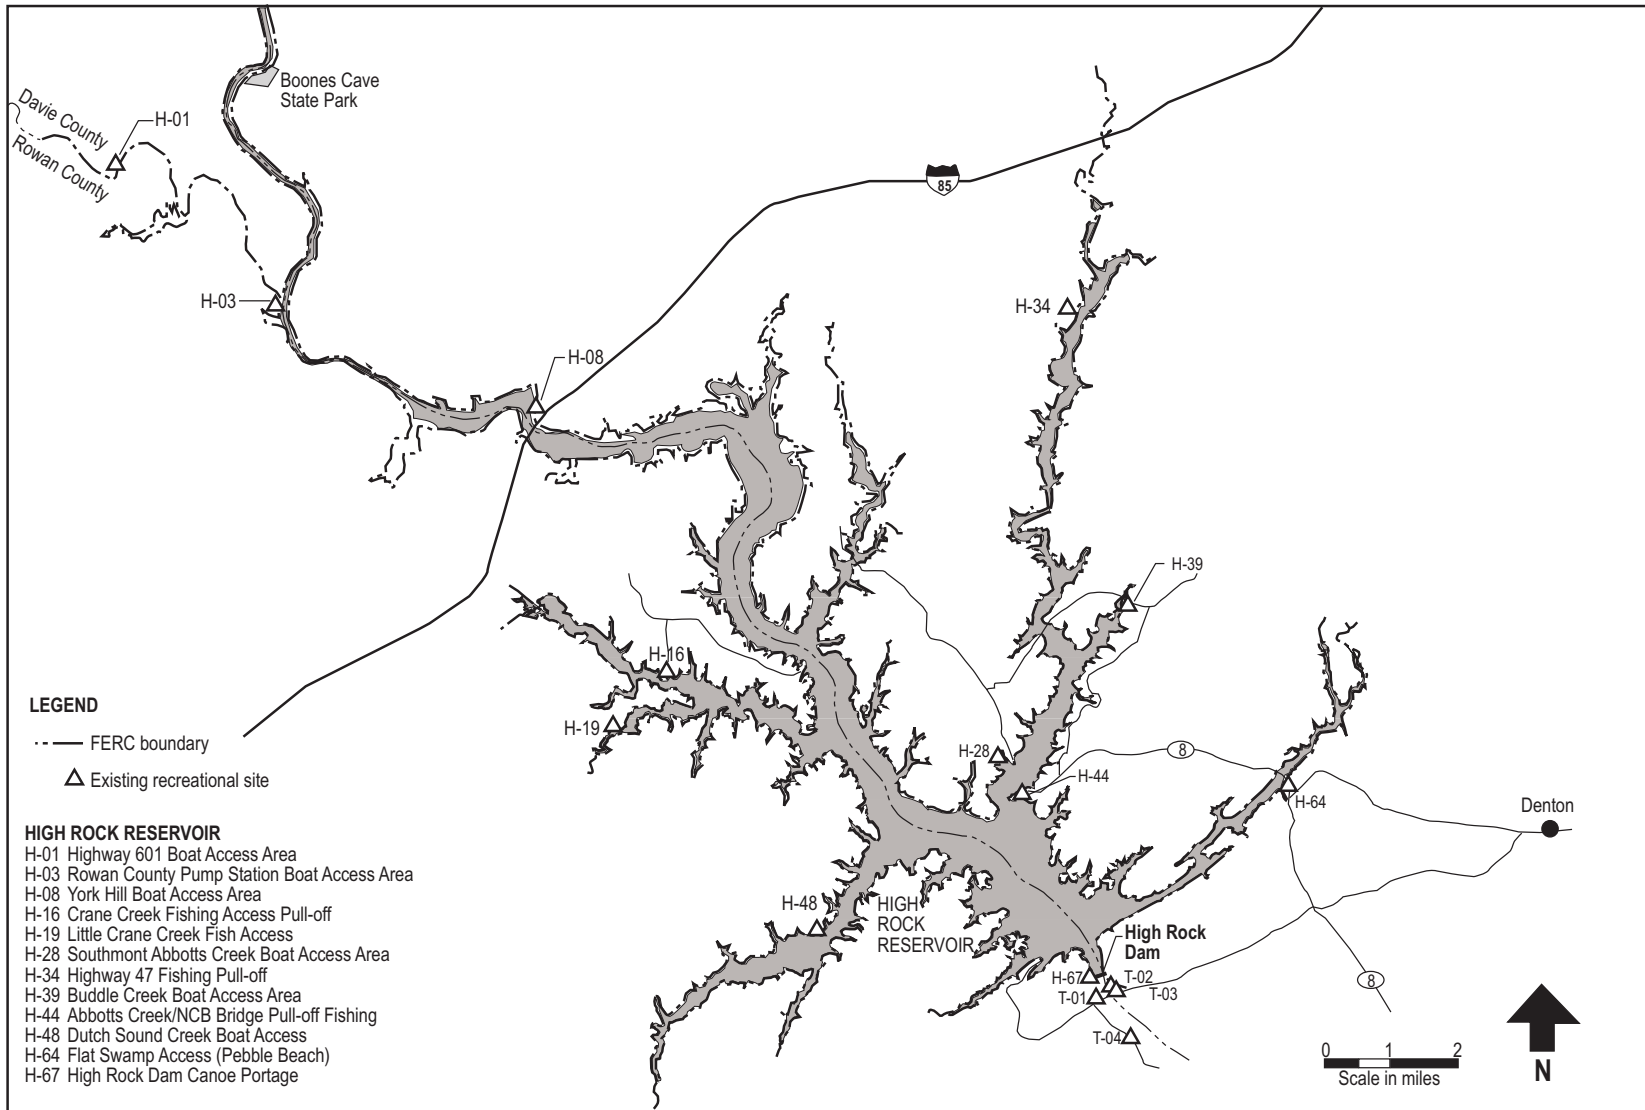 Boones Cave
State Park
Davie County
H-01
Rowan County
85
H-03
H-34
H-08
H-39
H-16
LEGEND
FERC boundary
Existing recreational site
H-19
H-28
8
H-44
H-64
Denton
HIGH ROCK RESERVOIR
H-01 Highway 601 Boat Access Area
H-03 Rowan County Pump Station Boat Access Area
H-08 York Hill Boat Access Area
H-16 Crane Creek Fishing Access Pull-off
H-19 Little Crane Creek Fish Access
H-28 Southmont Abbotts Creek Boat Access Area
H-34 Highway 47 Fishing Pull-off
H-39 Buddle Creek Boat Access Area
H-44 Abbotts Creek/NCB Bridge Pull-off Fishing
H-48 Dutch Sound Creek Boat Access
H-64 Flat Swamp Access (Pebble Beach)
H-67 High Rock Dam Canoe Portage
H-48
HIGH
ROCK
RESERVOIR
High Rock
Dam
H-67
T-02
T-01
T-03
8
T-04
0 1 2
Scale in miles
N